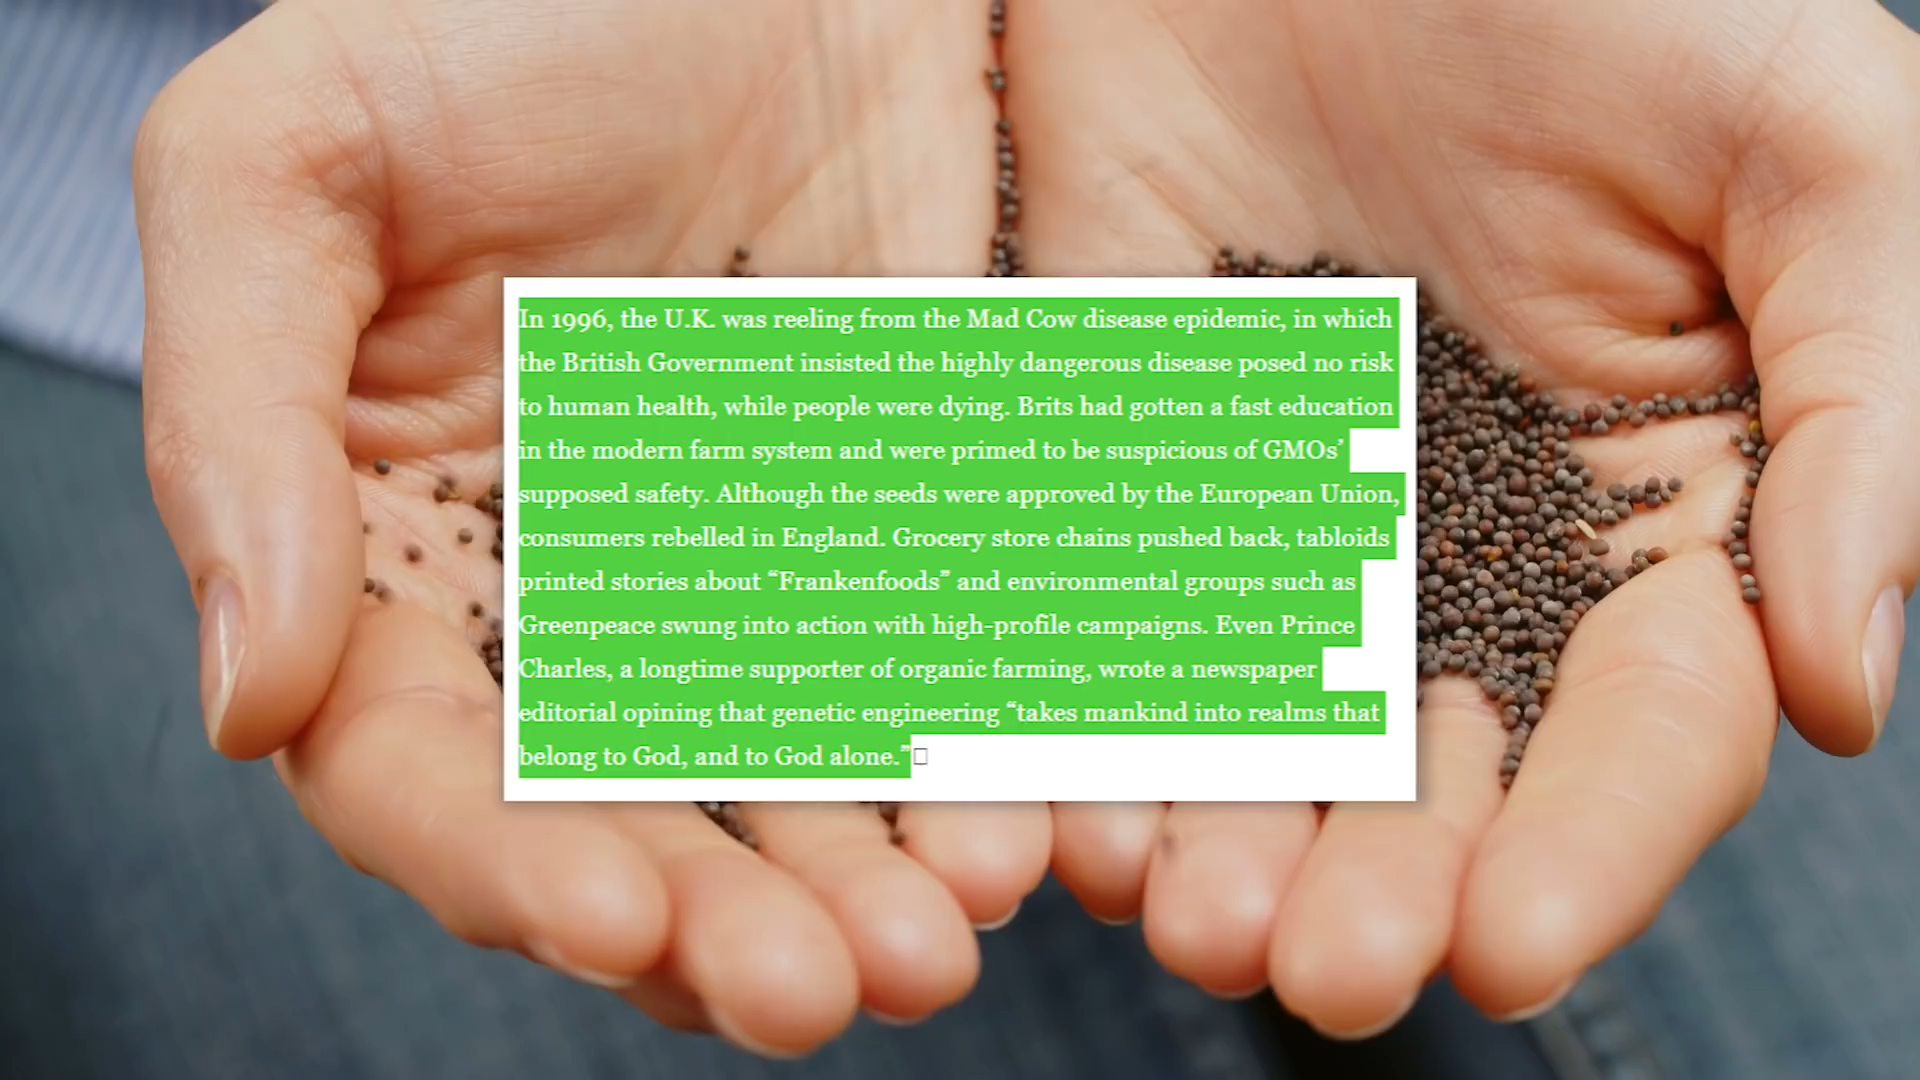 In 1996, the U.K. was reeling from the Mad Cow disease epidemic, in which
the British Government insisted the highly dangerous disease posed no risk
to human health, while people were dying. Brits had gotten a fast education
in the modern farm system and were primed to be suspicious of GMOs’
supposed safety. Although the seeds were approved by the European Union,
consumers rebelled in England. Grocery store chains pushed back, tabloids
printed stories about “Frankenfoods” and environmental groups such as
Greenpeace swung into action with high-profile campaigns. Even Prince
Charles, a longtime supporter of organic farming, wrote a newspaper
editorial opining that genetic engineering “takes mankind into realms that
belong to God, and to God alone.”